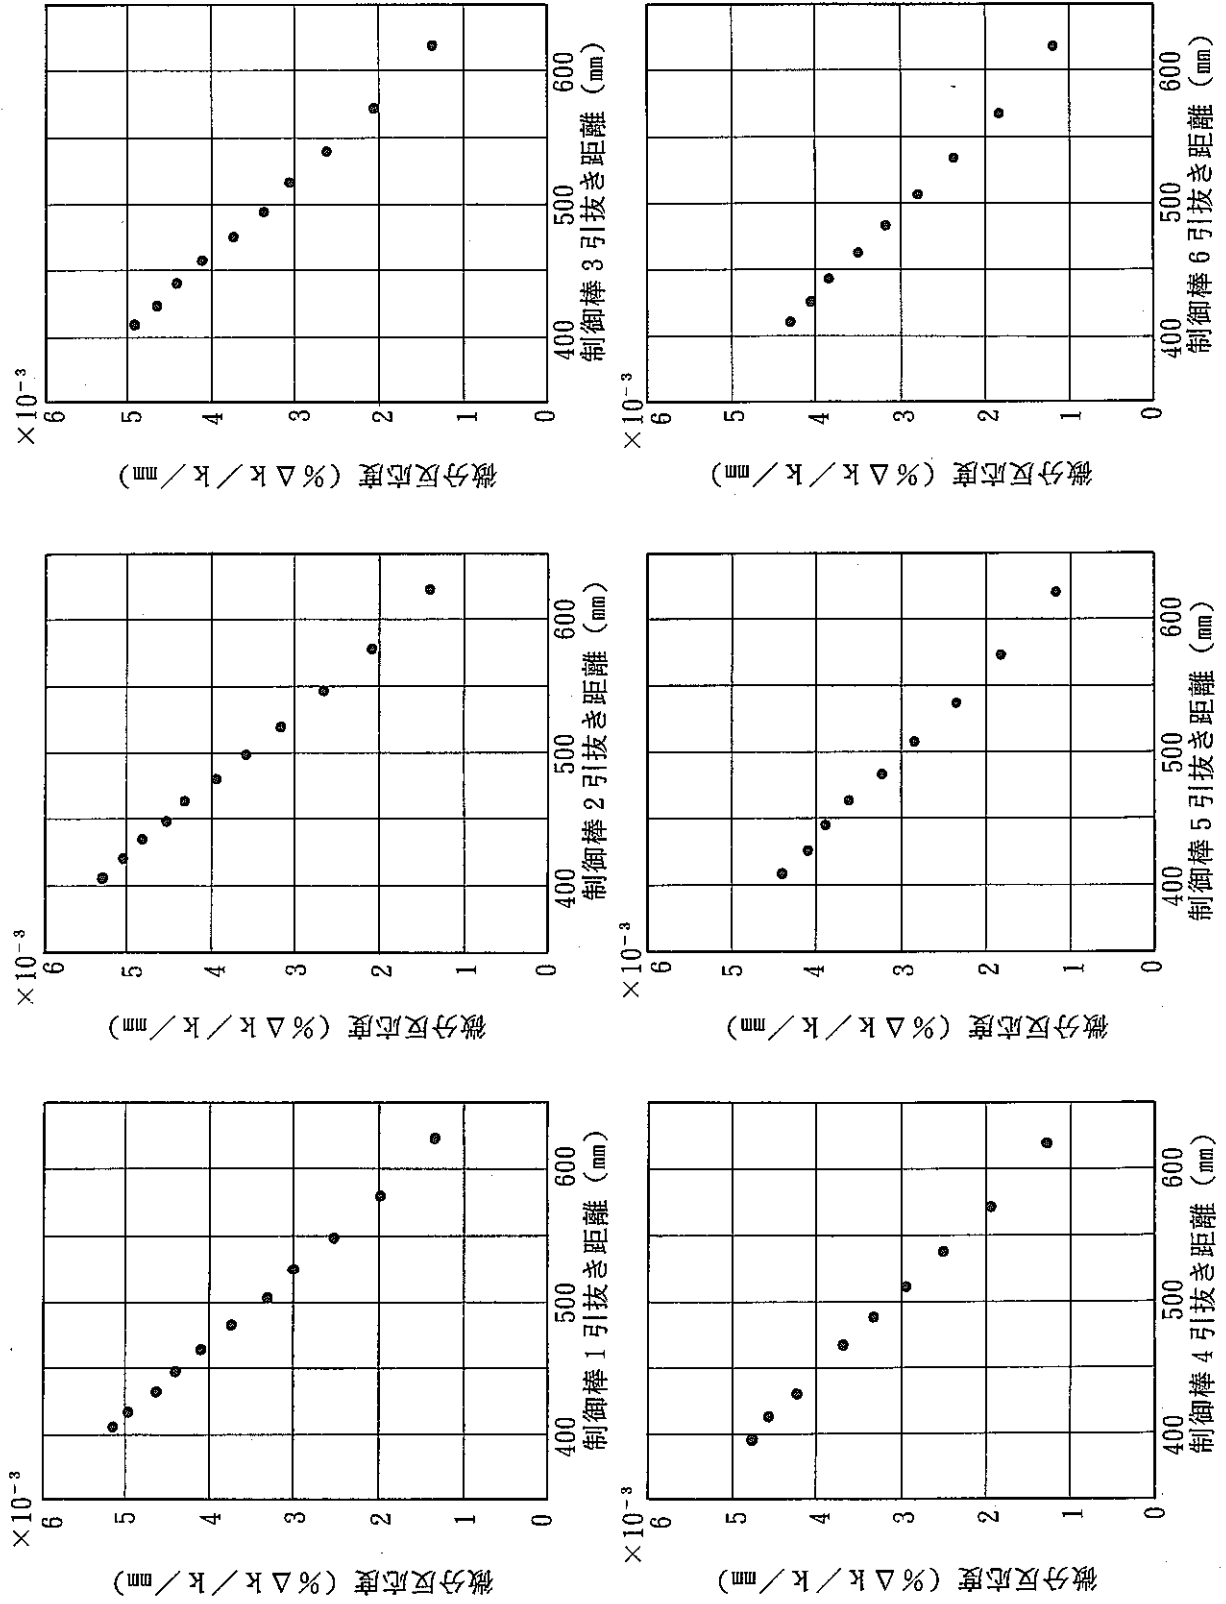 ×10⁻³
6
5
4
3
2
1
0
微分反応度(%Δk/k/mm)
400 500 600
制御棒1引抜き距離(mm)
×10⁻³
6
5
4
3
2
1
0
微分反応度(%Δk/k/mm)
400 500 600
制御棒2引抜き距離(mm)
×10⁻³
6
5
4
3
2
1
0
微分反応度(%Δk/k/mm)
400 500 600
制御棒3引抜き距離(mm)
×10⁻³
6
5
4
3
2
1
0
微分反応度(%Δk/k/mm)
400 500 600
制御棒4引抜き距離(mm)
×10⁻³
6
5
4
3
2
1
0
微分反応度(%Δk/k/mm)
400 500 600
制御棒5引抜き距離(mm)
×10⁻³
6
5
4
3
2
1
0
微分反応度(%Δk/k/mm)
400 500 600
制御棒6引抜き距離(mm)